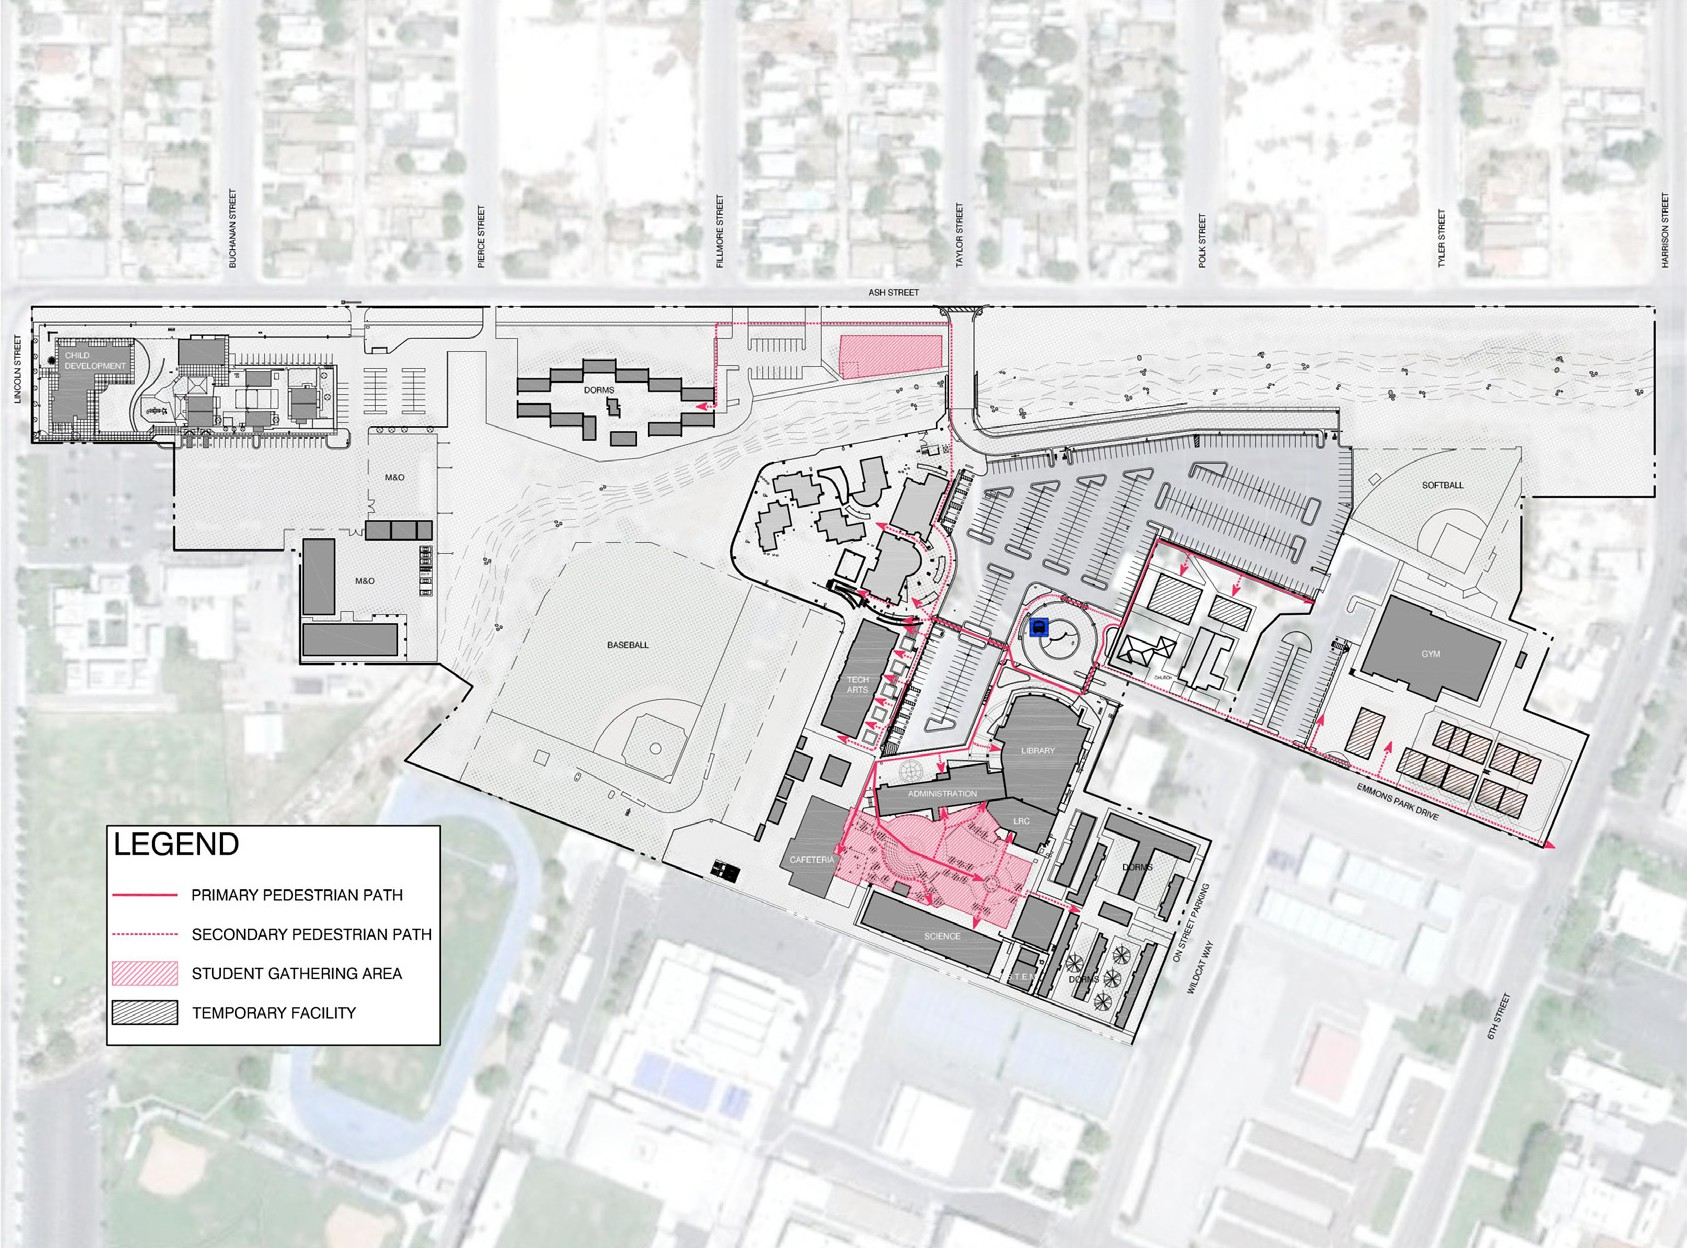 BUCHANAN STREET
PIERCE STREET
FILLMORE STREET
TAYLOR STREET
POLK STREET
TYLER STREET
HARRISON STREET
ASH STREET
LINCOLN STREET
CHILD
DEVELOPMENT
DORMS
M&O
M&O
SOFTBALL
BASEBALL
GYM
TECH
ARTS
CHURCH
LIBRARY
ADMINISTRATION
LRC
EMMONS PARK DRIVE
CAFETERIA
DORMS
SCIENCE
S.T.E.M
DORMS
ON STREET PARKING
WILDCAT WAY
6TH STREET
LEGEND
PRIMARY PEDESTRIAN PATH
SECONDARY PEDESTRIAN PATH
STUDENT GATHERING AREA
TEMPORARY FACILITY